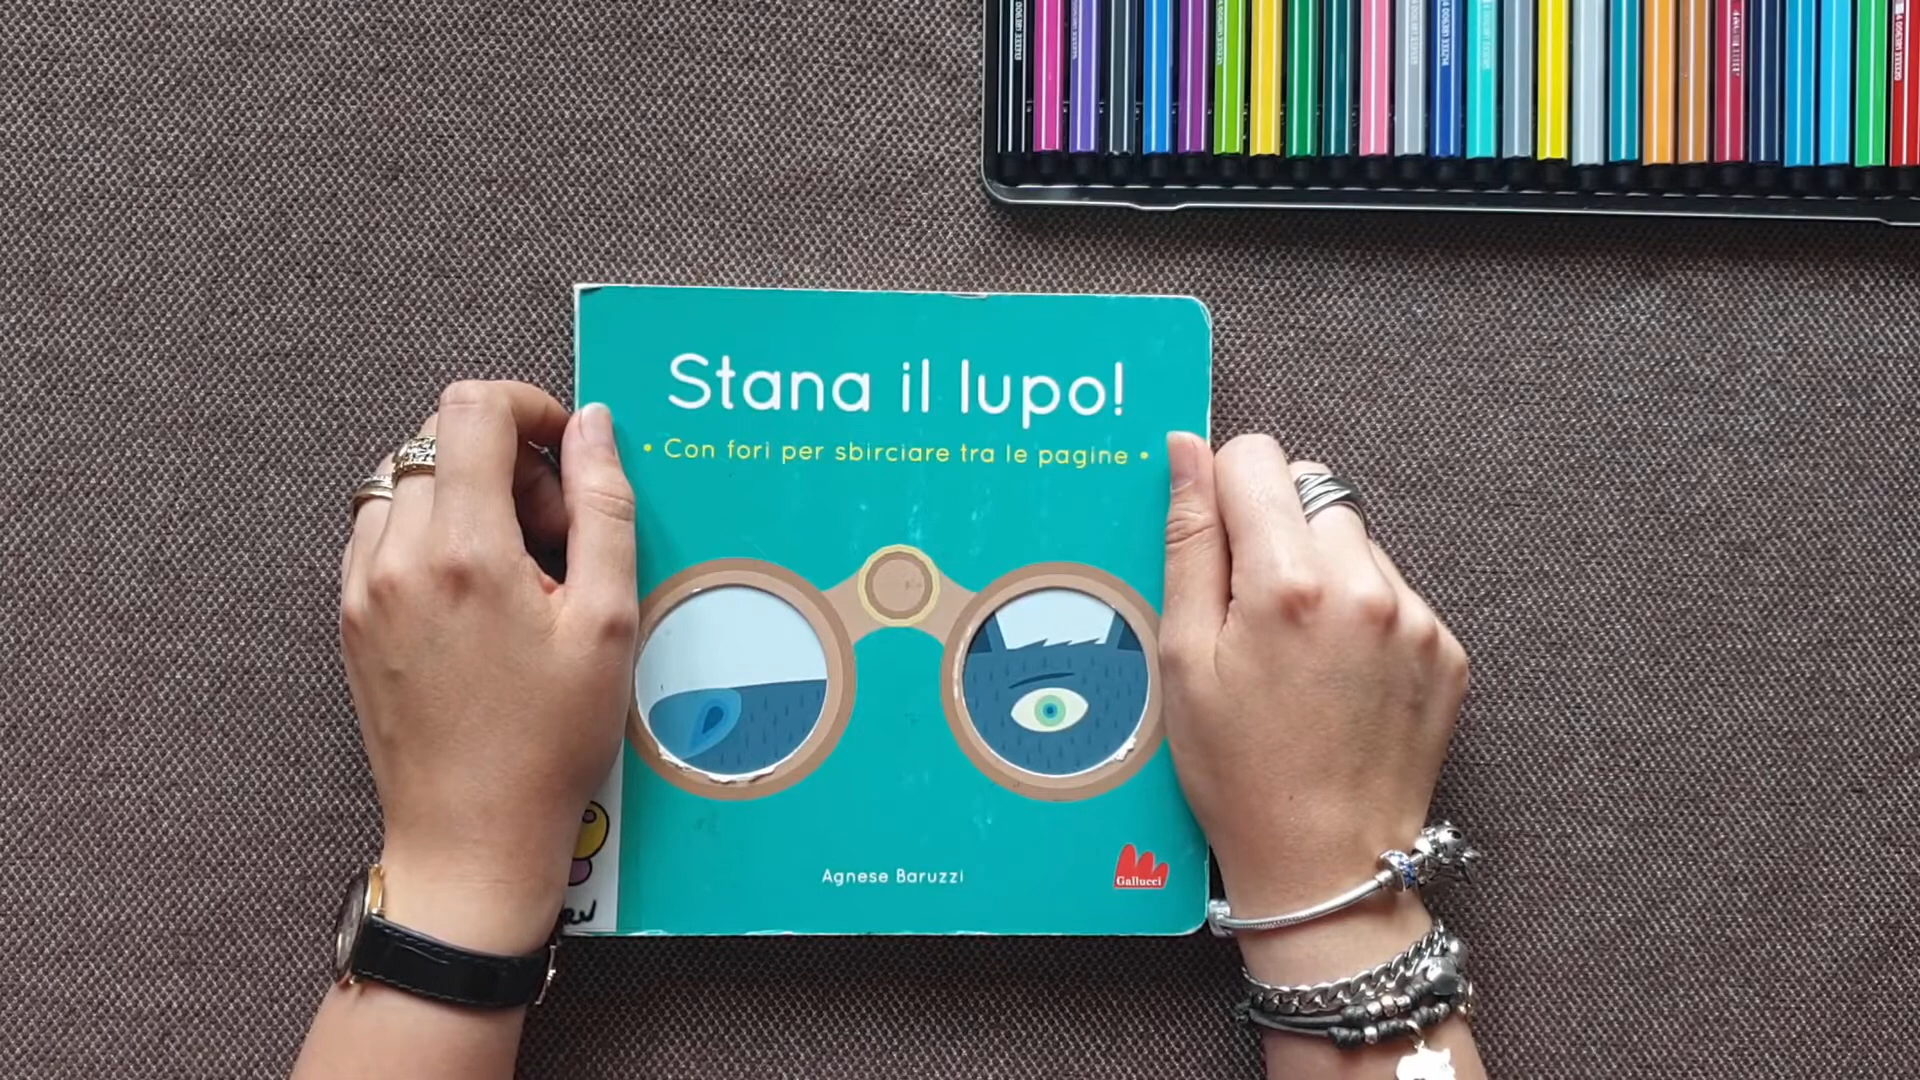 Stana il lupo!
• Con fori per sbirciare tra le pagine •
Agnese Baruzzi
Gallucci